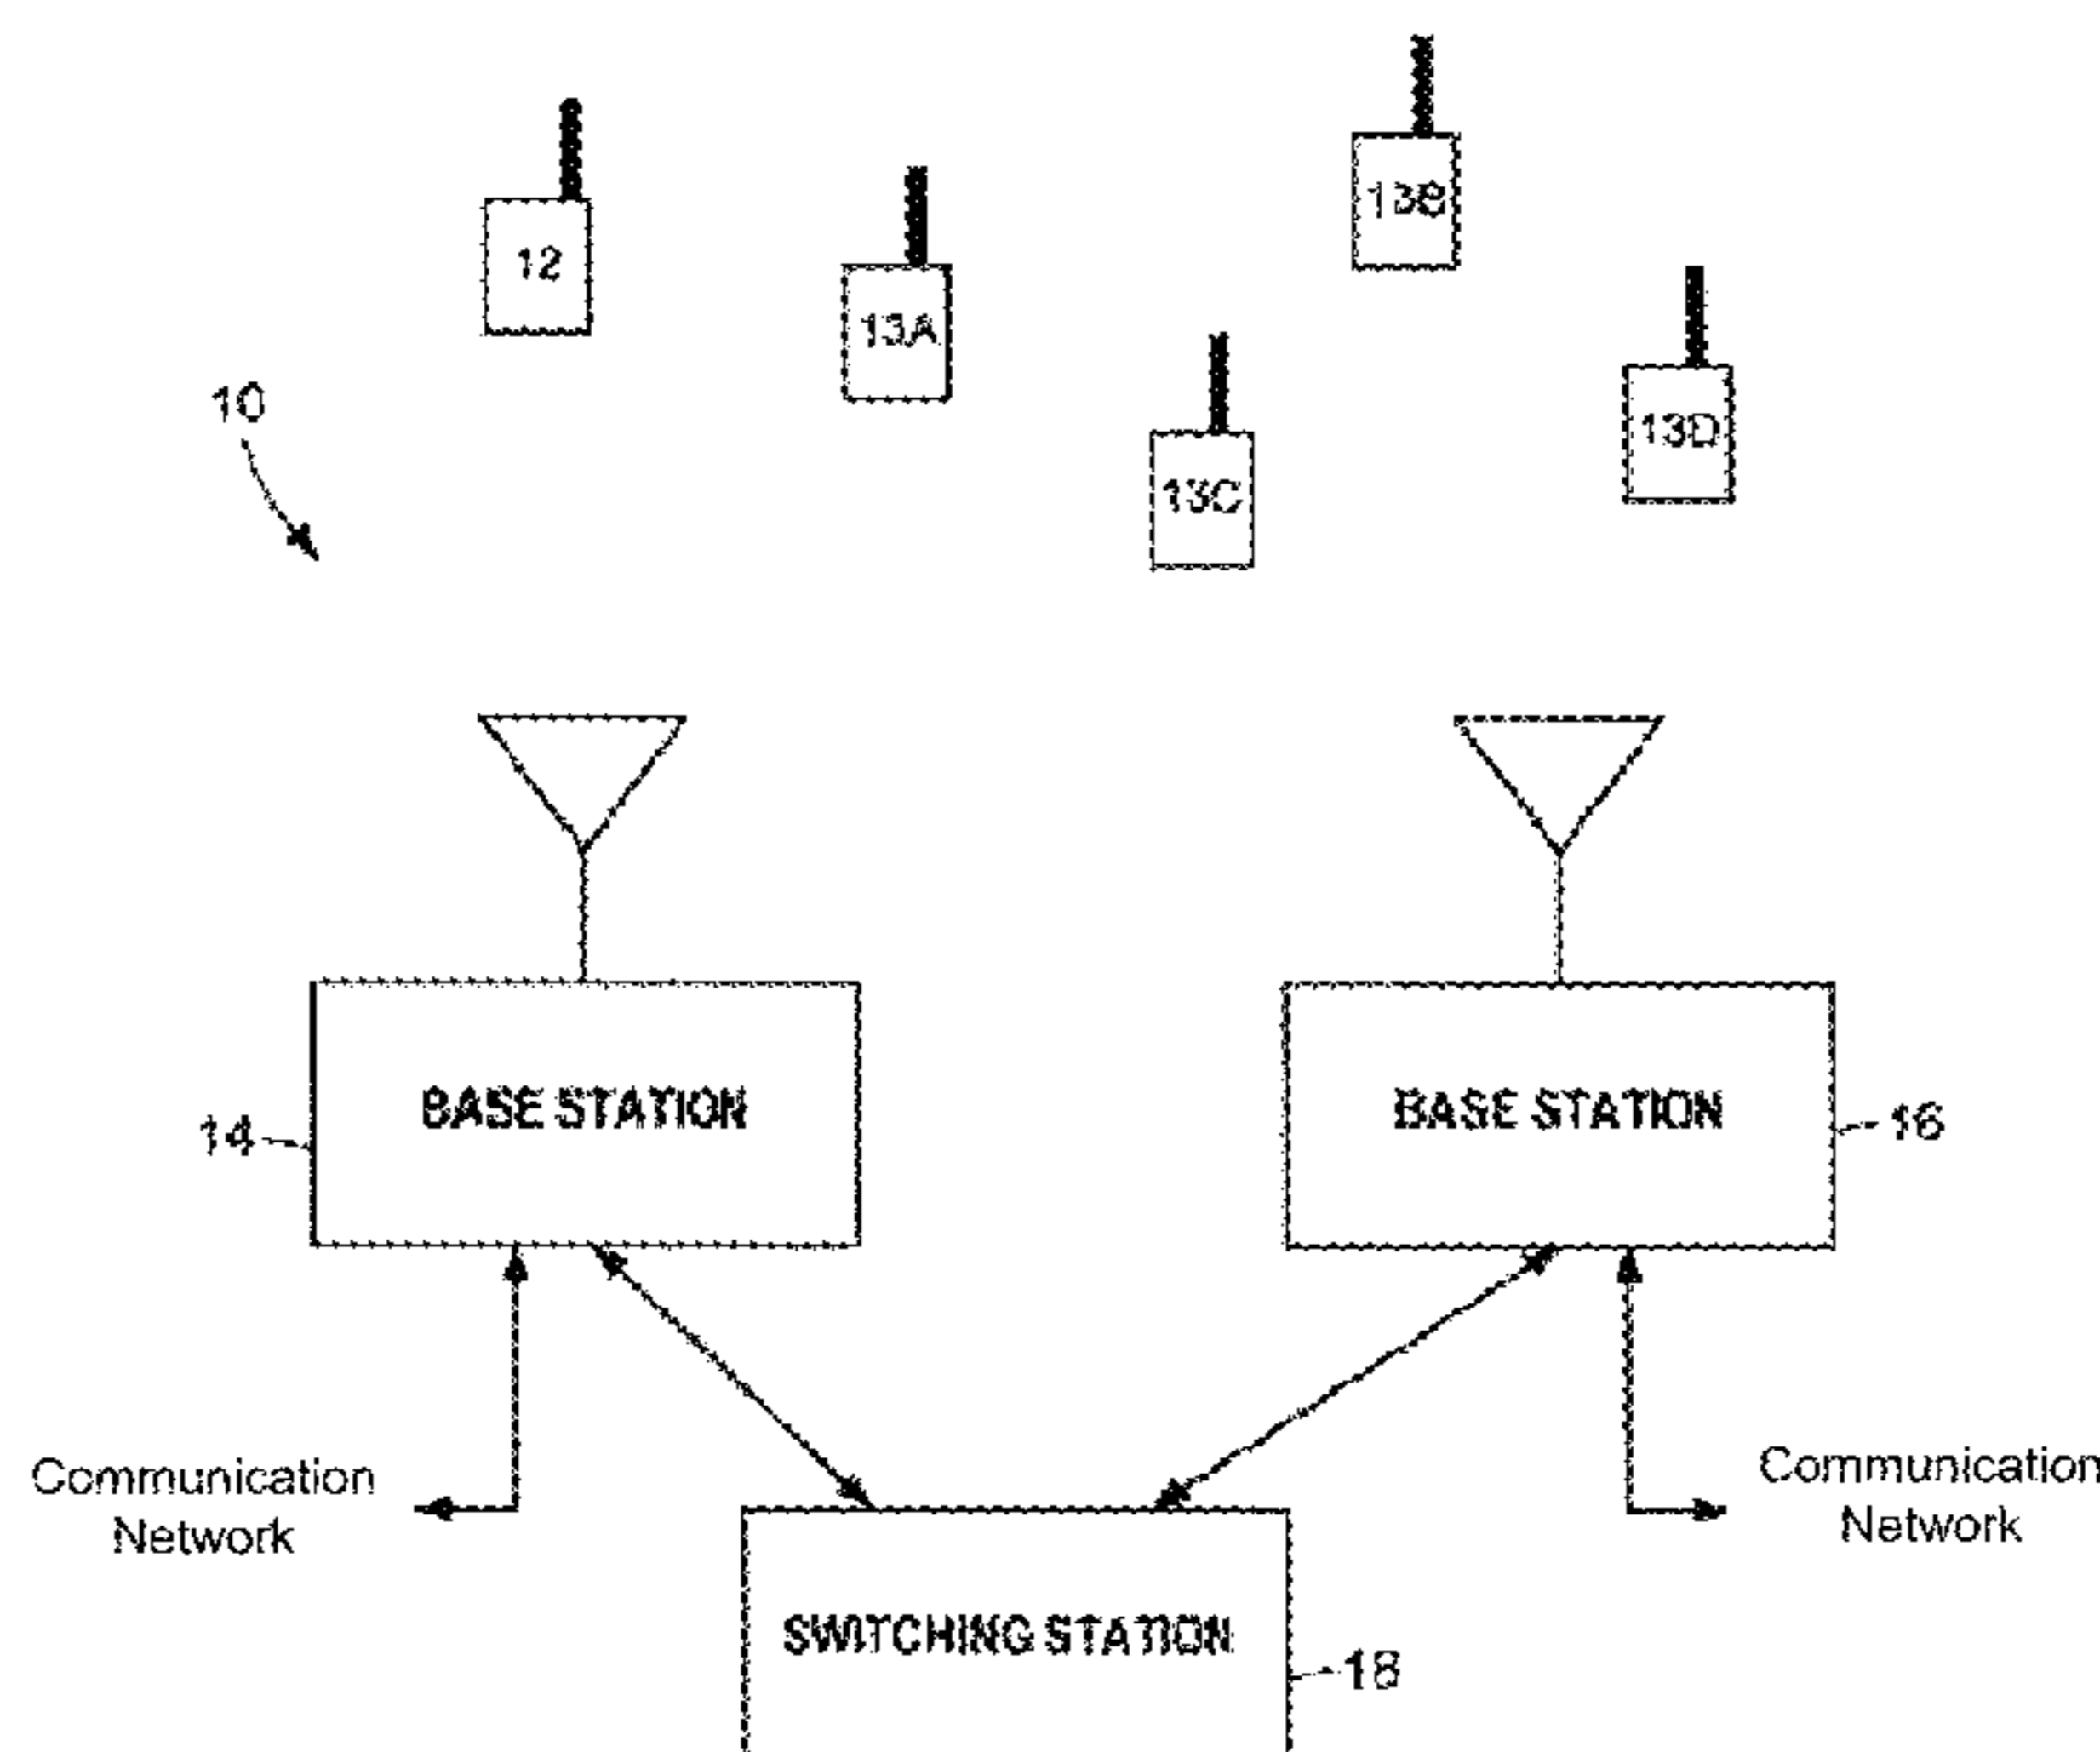 13B
12
13A
10
13D
13C
BASE STATION
BASE STATION
14
16
Communication
Network
Communication
Network
SWITCHING STATION
18